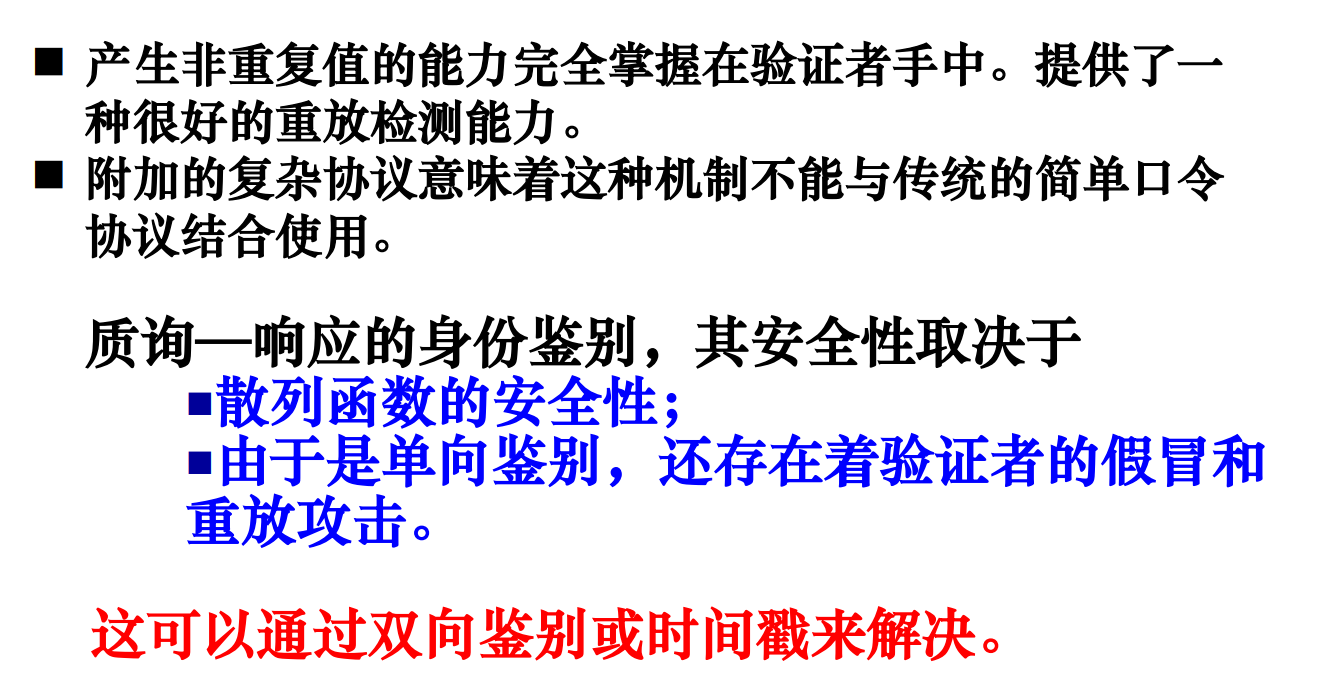 ■ 产生非重复值的能力完全掌握在验证者手中。提供了一
种很好的重放检测能力。
■ 附加的复杂协议意味着这种机制不能与传统的简单口令
协议结合使用。
质询—响应的身份鉴别，其安全性取决于
■散列函数的安全性；
■由于是单向鉴别，还存在着验证者的假冒和
重放攻击。
这可以通过双向鉴别或时间戳来解决。